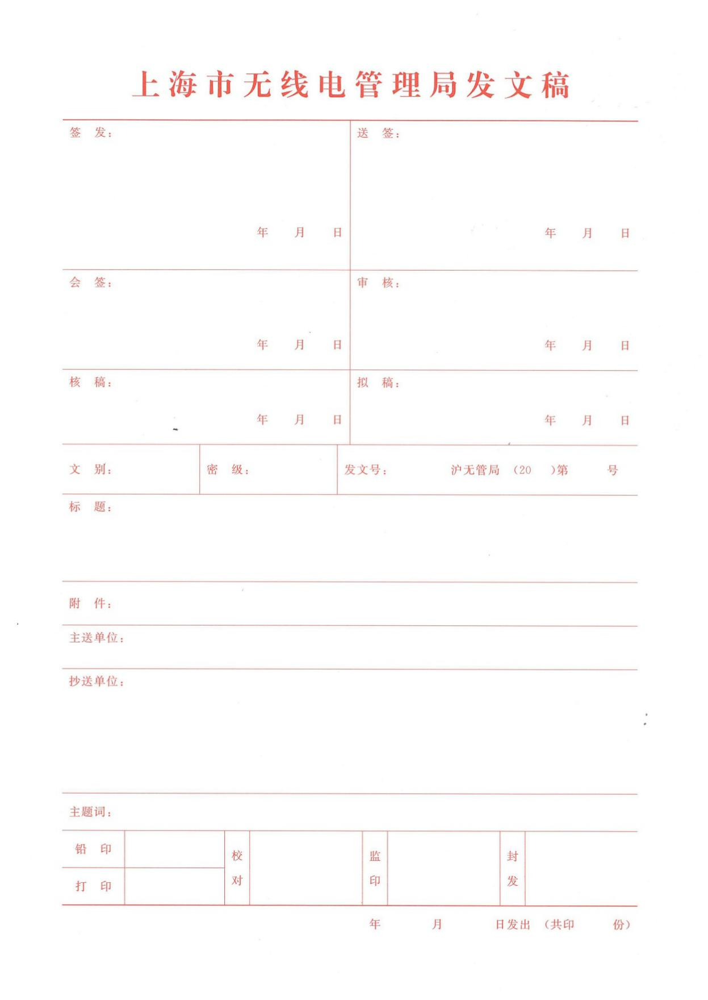 上海市无线电管理局发文稿
签 发： 送 签：
年 月 日 年 月 日
会 签： 审 核：
年 月 日 年 月 日
核 稿： 拟 稿：
年 月 日 年 月 日
文 别： 密 级： 发文号： 沪无管局 （20 ）第 号
标 题：
附 件：
主送单位：
抄送单位：
主题词：
铅 印 校对 监印 封发
打 印
年 月 日发出 （共印 份）